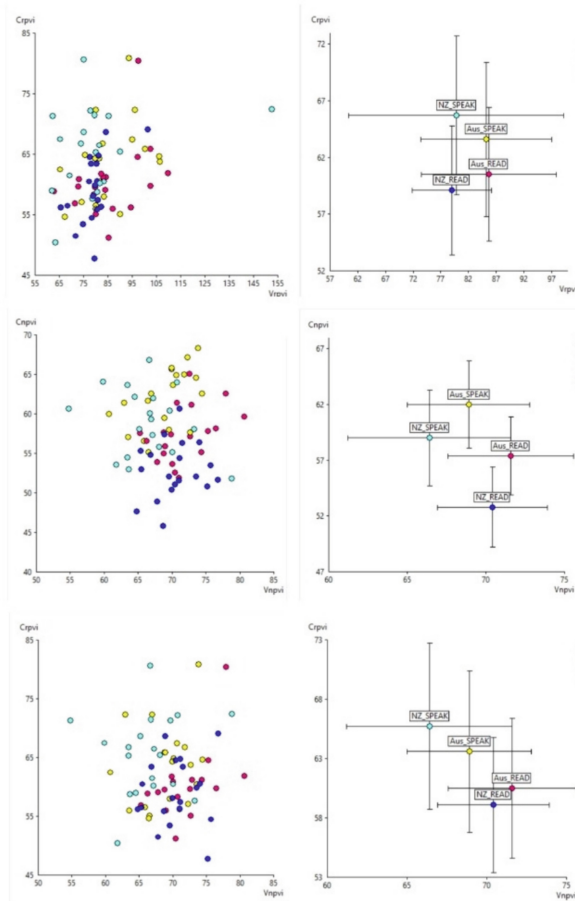 Crpvi
85
75
65
55
45
35
55 65 75 85 95 105 115 125 135 145 155
Vrpvi
Crpvi
72
67
62
57
52
NZ_SPEAK
Aus_SPEAK
Aus_READ
NZ_READ
57 62 67 72 77 82 87 92 97
Vrpvi
Cnpvi
70
65
60
55
50
45
40
50 55 60 65 70 75 80 85
Vnpvi
Cnpvi
67
62
57
52
47
Aus_SPEAK
NZ_SPEAK
Aus_READ
NZ_READ
60 65 70 75
Vnpvi
Crpvi
85
75
65
55
45
35
50 55 60 65 70 75 80 85
Vnpvi
Crpvi
73
68
63
58
53
NZ_SPEAK
Aus_SPEAK
Aus_READ
NZ_READ
60 65 70 75
Vnpvi